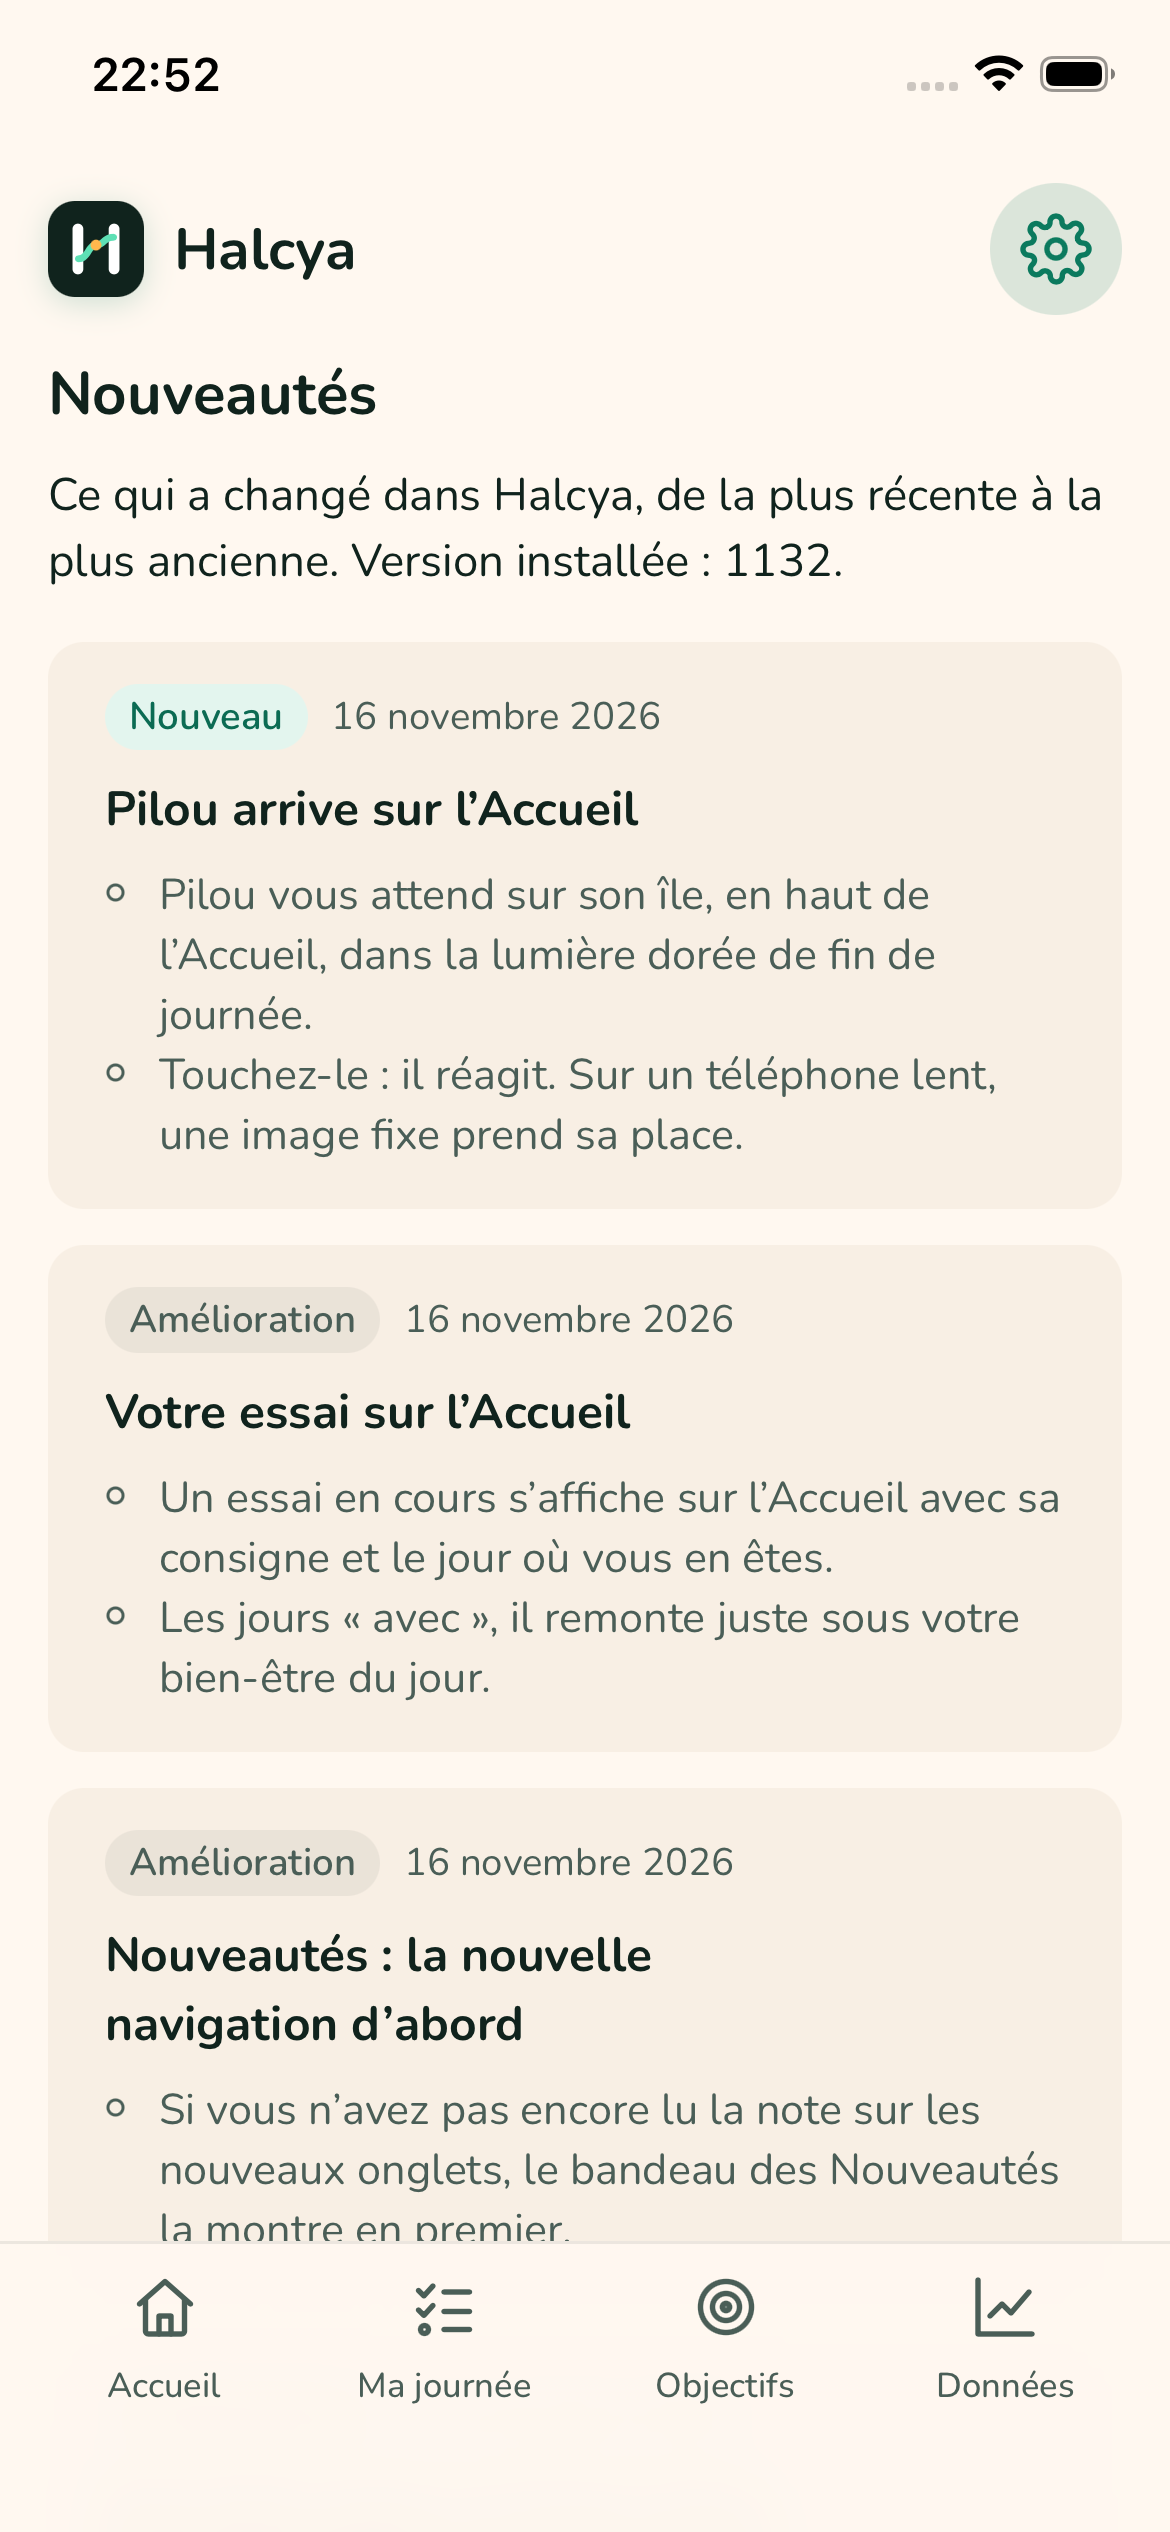 22:52
Halcya
Nouveautés
Ce qui a changé dans Halcya, de la plus récente à la
plus ancienne. Version installée : 1132.
Nouveau 16 novembre 2026
Pilou arrive sur l’Accueil
Pilou vous attend sur son île, en haut de
l’Accueil, dans la lumière dorée de fin de
journée.
Touchez-le : il réagit. Sur un téléphone lent,
une image fixe prend sa place.
Amélioration 16 novembre 2026
Votre essai sur l’Accueil
Un essai en cours s’affiche sur l’Accueil avec sa
consigne et le jour où vous en êtes.
Les jours « avec », il remonte juste sous votre
bien-être du jour.
Amélioration 16 novembre 2026
Nouveautés : la nouvelle
navigation d’abord
Si vous n’avez pas encore lu la note sur les
nouveaux onglets, le bandeau des Nouveautés
la montre en premier.
Accueil Ma journée Objectifs Données